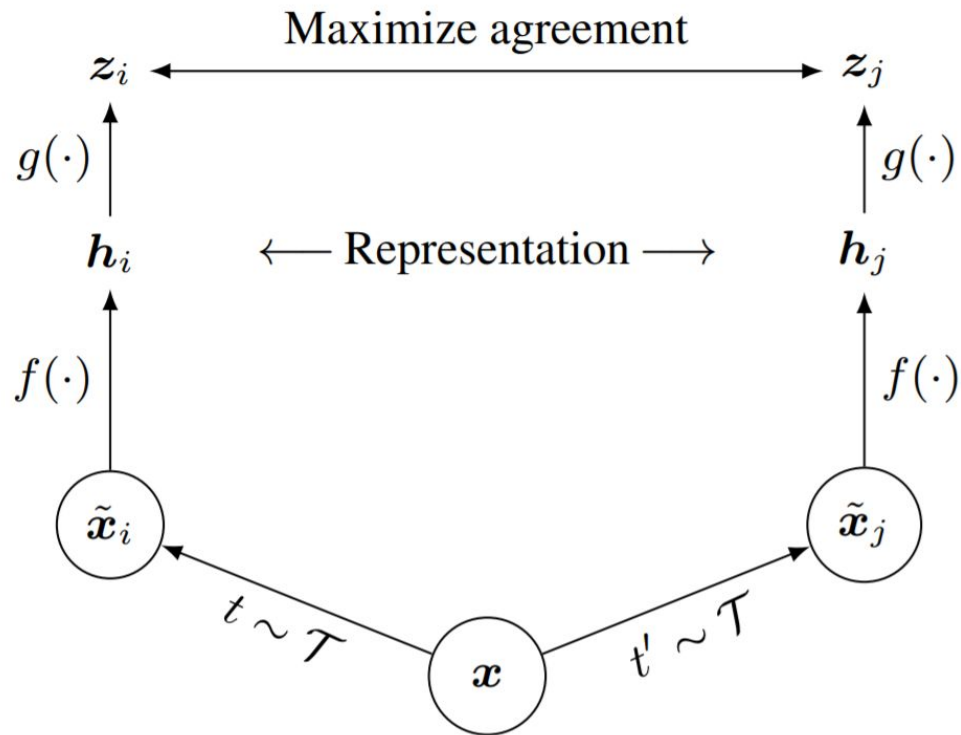 Maximize agreement
z_i z_j
g(·) g(·)
h_i ← Representation → h_j
f(·) f(·)
x̃_i x̃_j
t ∼ 𝒯 t′ ∼ 𝒯
x